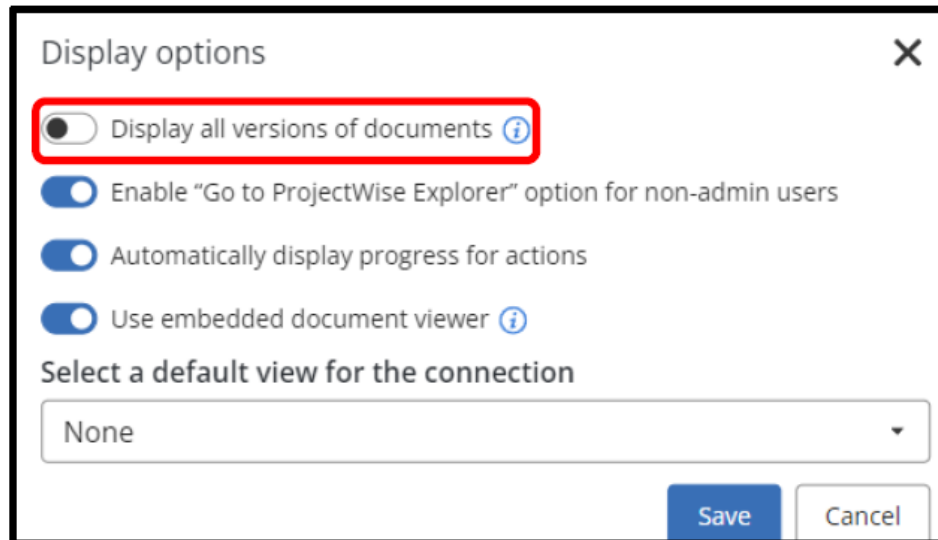 Display options
Display all versions of documents
Enable “Go to ProjectWise Explorer” option for non-admin users
Automatically display progress for actions
Use embedded document viewer
Select a default view for the connection
None
Save Cancel